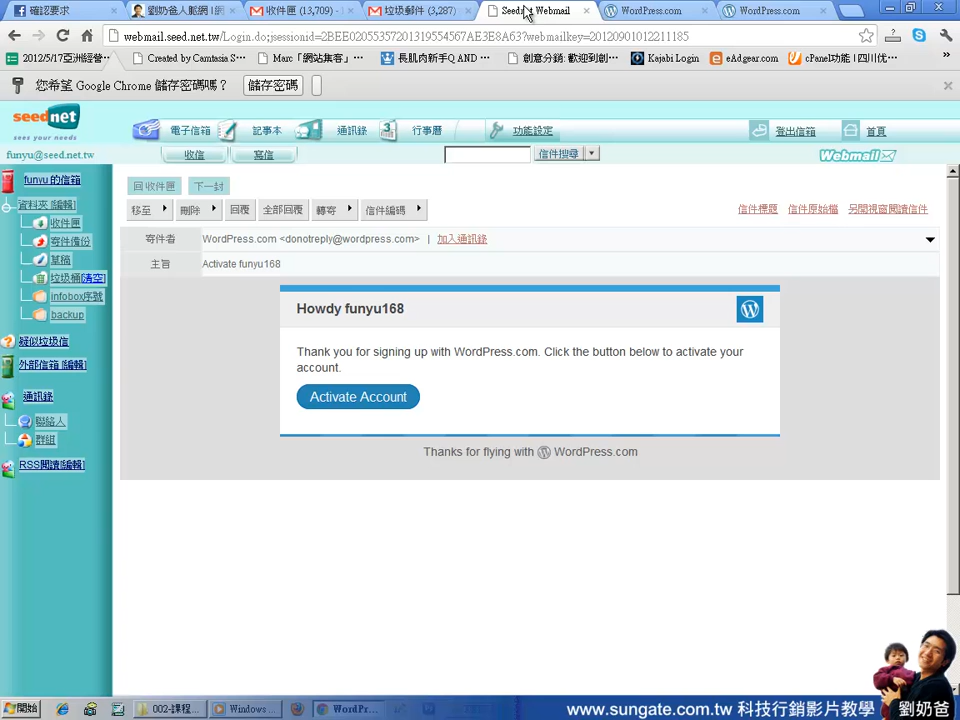 確認要求
劉奶爸人脈網 | 網
收件匣 (13,709) -
垃圾郵件 (3,287)
Seednet Webmail
WordPress.com
WordPress.com
webmail.seed.net.tw/Login.do;jsessionid=2BEE02055357201319554567AE3E8A63?webmailkey=20120901012211185
2012/5/17亞洲經營…
Created by Camtasia S…
Marc「網站集客」…
長肌肉新手Q AND …
創意分銷: 歡迎到創…
Kajabi Login
eAdgear.com
cPanel功能 | 四川优…
»
您希望 Google Chrome 儲存密碼嗎？
儲存密碼
seednet
sees your needs
電子信箱
記事本
通訊錄
行事曆
功能設定
登出信箱
首頁
funyu@seed.net.tw
收信
寫信
信件搜尋
Webmail
funyu 的信箱
資料夾 [編輯]
收件匣
寄件備份
草稿
垃圾桶[清空]
infobox序號
backup
疑似垃圾信
外部信箱 [編輯]
通訊錄
聯絡人
群組
RSS閱讀[編輯]
回收件匣
下一封
移至
刪除
回覆
全部回覆
轉寄
信件編碼
信件標題
信件原始檔
另開視窗閱讀信件
寄件者
WordPress.com <donotreply@wordpress.com> | 加入通訊錄
主旨
Activate funyu168
Howdy funyu168
Thank you for signing up with WordPress.com. Click the button below to activate your
account.
Activate Account
Thanks for flying with WordPress.com
開始
002-課程...
Windows ...
WordPr...
www.sungate.com.tw 科技行銷影片教學
劉奶爸